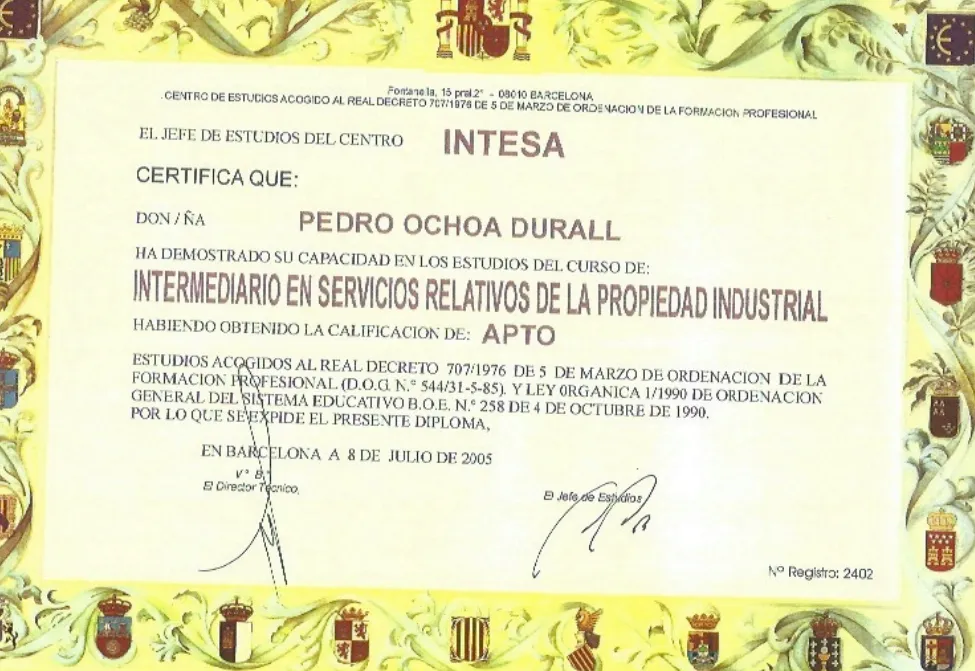 Fontanella, 15 pral.2ª - 08010 BARCELONA
.CENTRO DE ESTUDIOS ACOGIDO AL REAL DECRETO 707/1976 DE 5 DE MARZO DE ORDENACION DE LA FORMACION PROFESIONAL
EL JEFE DE ESTUDIOS DEL CENTRO INTESA
CERTIFICA QUE:
DON / ÑA PEDRO OCHOA DURALL
HA DEMOSTRADO SU CAPACIDAD EN LOS ESTUDIOS DEL CURSO DE:
INTERMEDIARIO EN SERVICIOS RELATIVOS DE LA PROPIEDAD INDUSTRIAL
HABIENDO OBTENIDO LA CALIFICACION DE: APTO
ESTUDIOS ACOGIDOS AL REAL DECRETO 707/1976 DE 5 DE MARZO DE ORDENACION DE LA
FORMACION PROFESIONAL (D.O.G. N.º 544/31-5-85). Y LEY 0RGANICA 1/1990 DE ORDENACION
GENERAL DEL SISTEMA EDUCATIVO B.O.E. N.º 258 DE 4 DE OCTUBRE DE 1990.
POR LO QUE SE EXPIDE EL PRESENTE DIPLOMA,
EN BARCELONA A 8 DE JULIO DE 2005
Vº B.º
El Director Técnico,
El Jefe de Estudios
Nº Registro: 2402